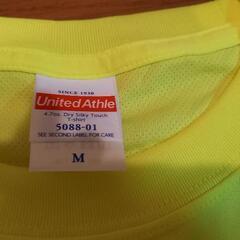 SINCE 1930
United Athle
4.7oz. Dry Silky Touch
T-shirt
5088-01
SEE SECOND LABEL FOR CARE
M